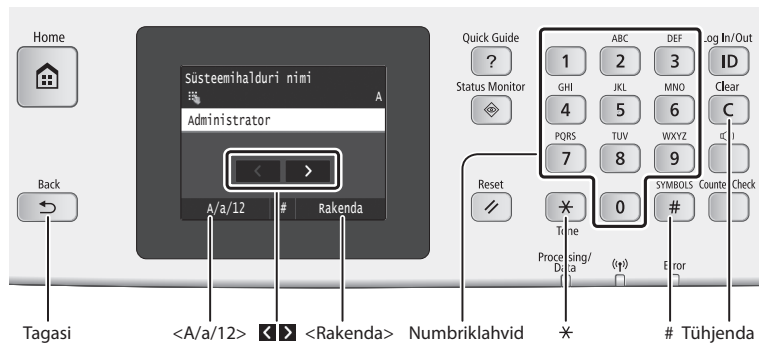 Home
Quick Guide
ABC
DEF
Log In/Out
?
1
2
3
ID
Süsteemihalduri nimi
A
Status Monitor
GHI
JKL
MNO
Clear
4
5
6
C
Administrator
PQRS
TUV
WXYZ
7
8
9
< >
Back
Reset
SYMBOLS
Counter Check
A/a/12 # Rakenda
0
#
Tone
Processing/
Data
Error
Tagasi
<A/a/12>
< > <Rakenda>
Numbriklahvid
# Tühjenda